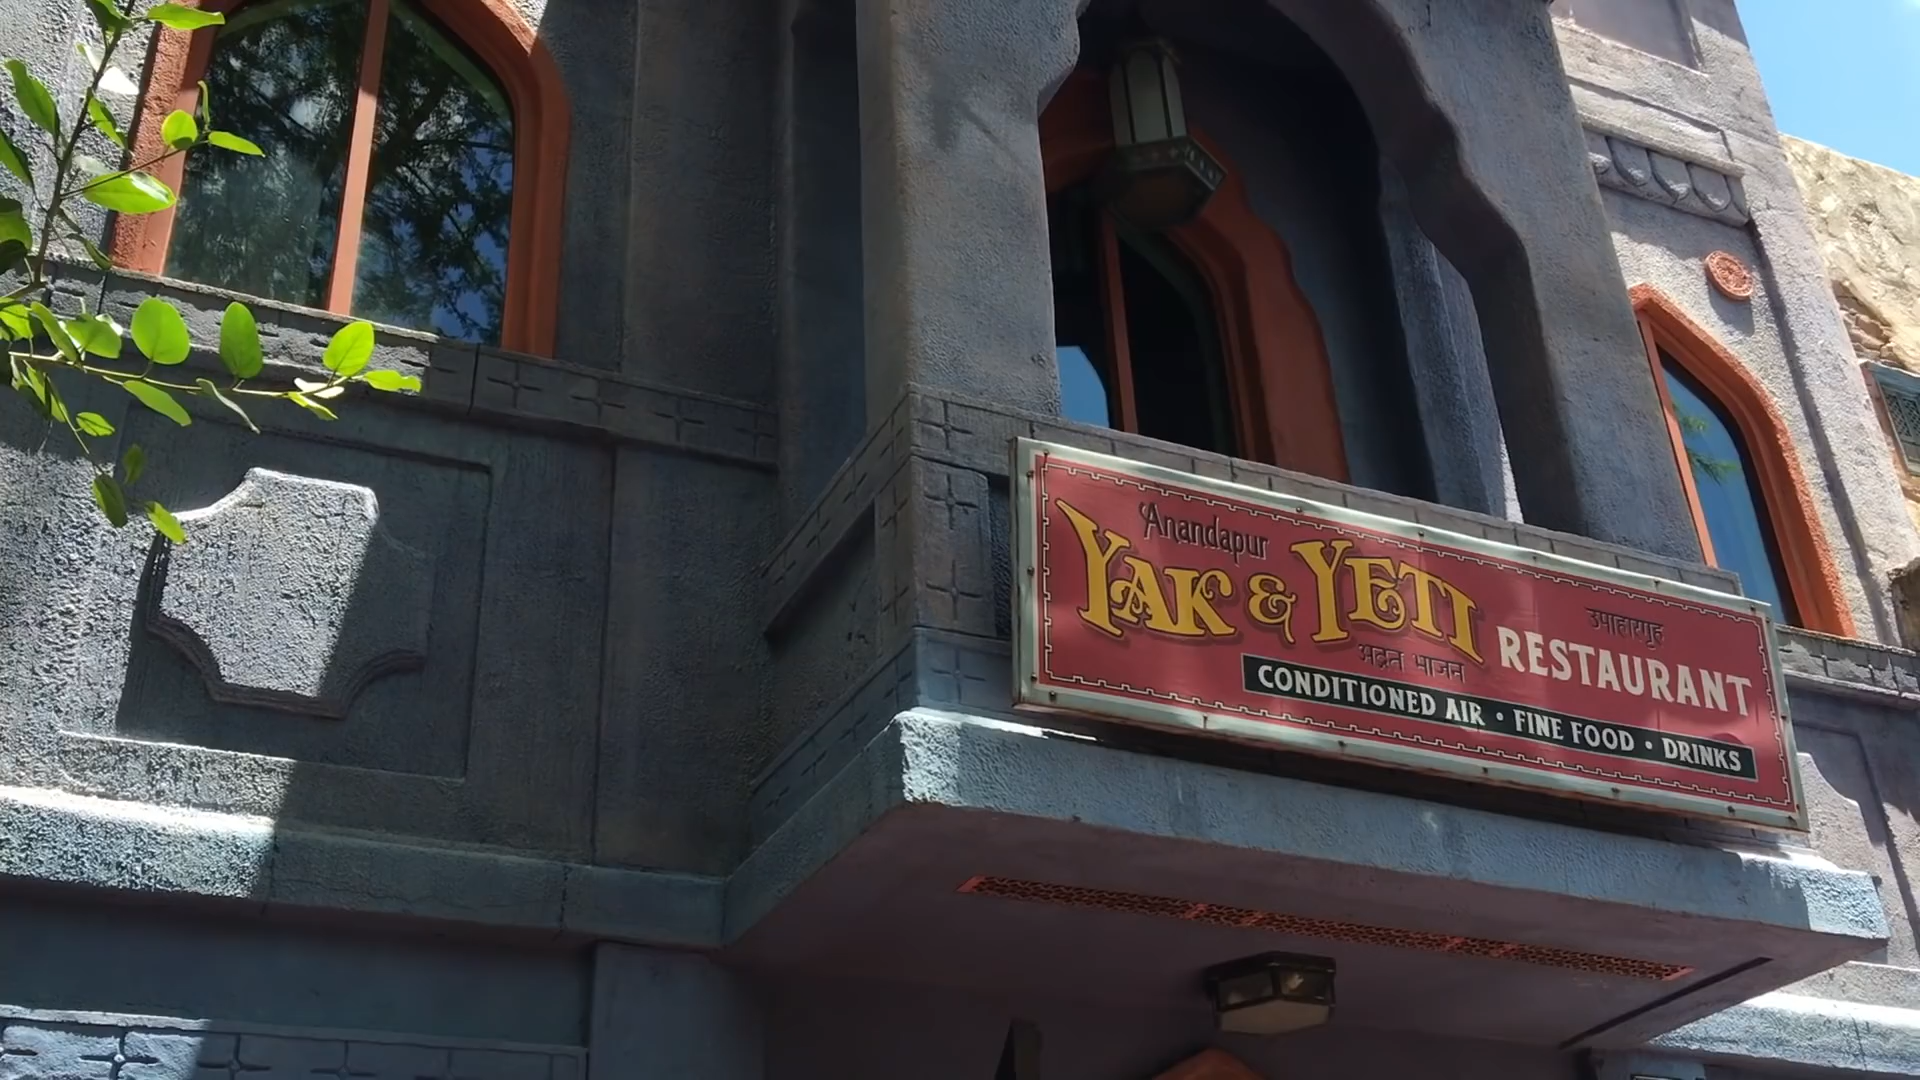 Anandapur
YAK & YETI
उपाहारगृह
RESTAURANT
CONDITIONED AIR • FINE FOOD • DRINKS